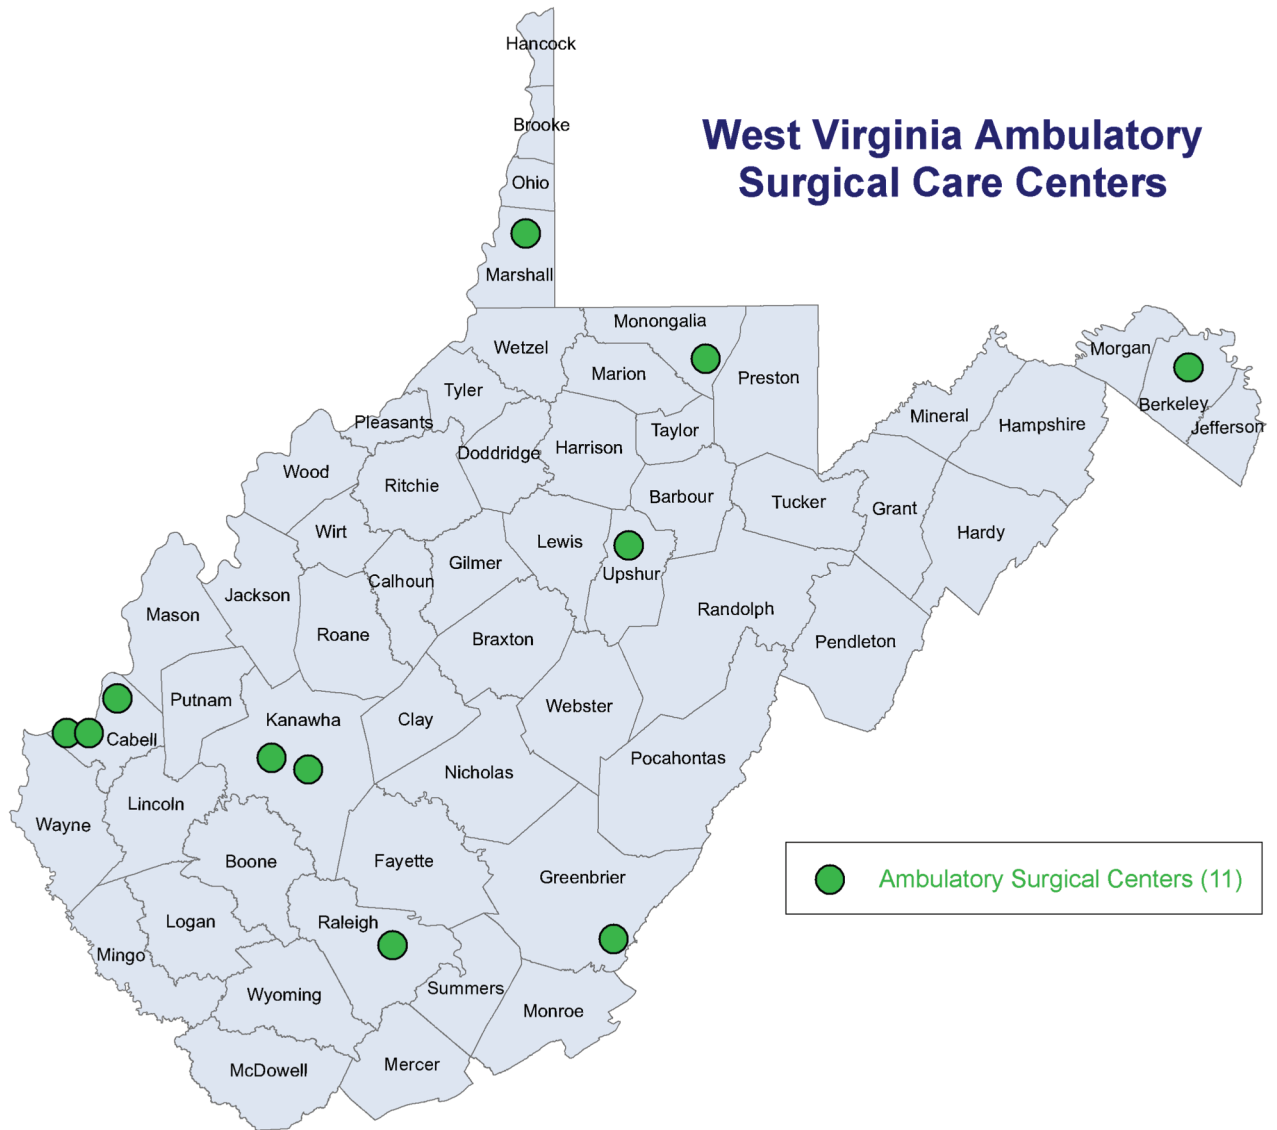 Hancock
West Virginia Ambulatory
Surgical Care Centers
Brooke
Ohio
Marshall
Monongalia
Wetzel
Morgan
Marion
Preston
Tyler
Berkeley
Mineral
Pleasants
Hampshire
Jefferson
Taylor
Harrison
Doddridge
Wood
Ritchie
Barbour
Tucker
Grant
Wirt
Hardy
Lewis
Gilmer
Upshur
Calhoun
Jackson
Randolph
Mason
Roane
Braxton
Pendleton
Putnam
Webster
Kanawha
Clay
Cabell
Pocahontas
Nicholas
Lincoln
Wayne
Boone
Fayette
Greenbrier
Ambulatory Surgical Centers (11)
Logan
Raleigh
Mingo
Summers
Wyoming
Monroe
Mercer
McDowell